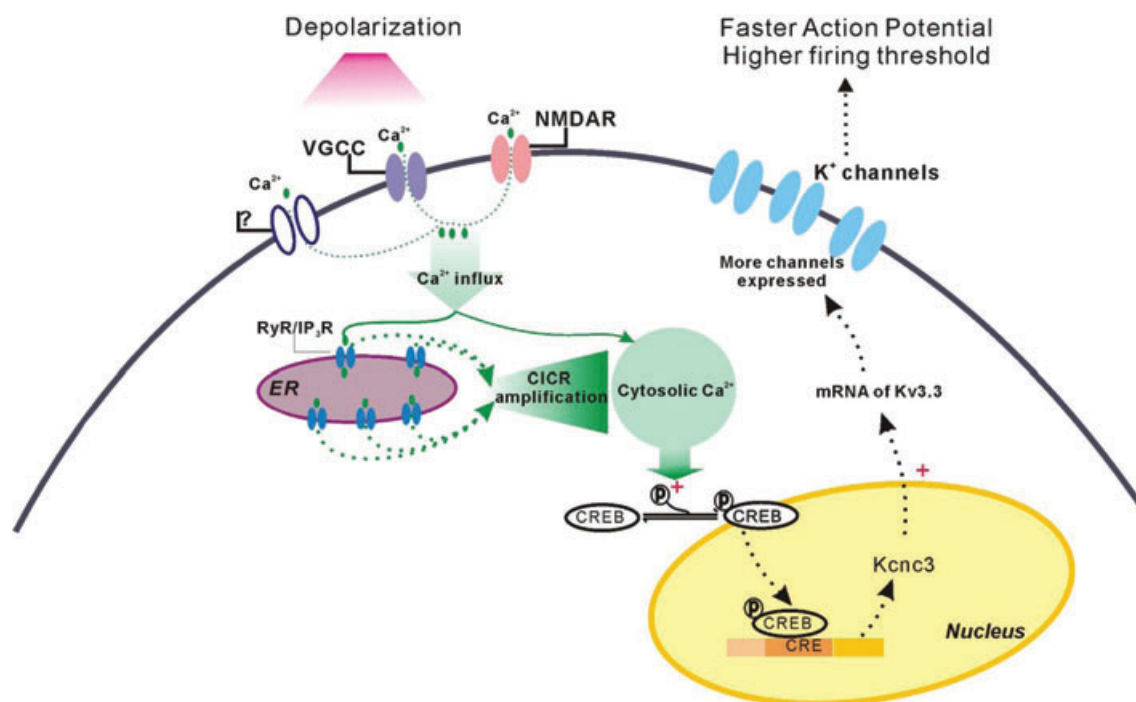 Depolarization
Faster Action Potential
Higher firing threshold
Ca²⁺
NMDAR
Ca²⁺
VGCC
Ca²⁺
?
K⁺ channels
More channels
expressed
Ca²⁺ influx
RyR/IP₃R
ER
CICR
amplification
Cytosolic Ca²⁺
mRNA of Kv3.3
+
P
+
CREB
P
CREB
Kcnc3
P
CREB
CRE
Nucleus